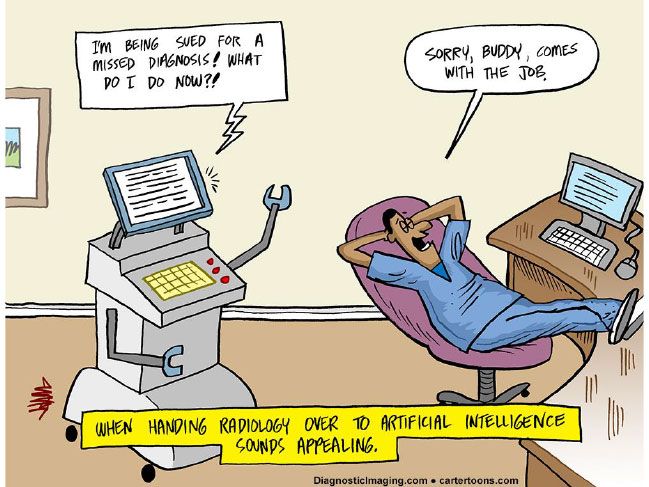 I'M BEING SUED FOR A
MISSED DIAGNOSIS! WHAT
DO I DO NOW?!
SORRY, BUDDY, COMES
WITH THE JOB.
WHEN HANDING RADIOLOGY OVER TO ARTIFICIAL INTELLIGENCE
SOUNDS APPEALING.
DiagnosticImaging.com • cartertoons.com